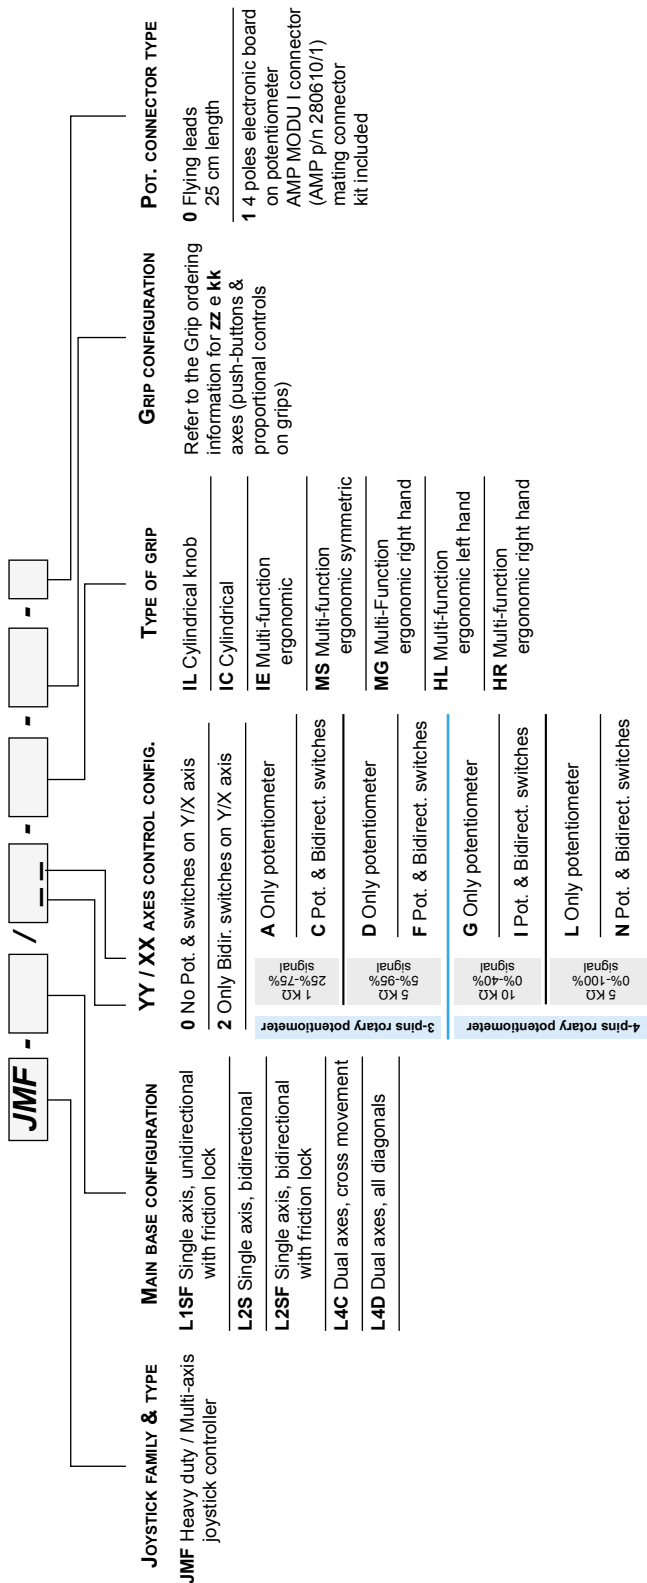 JMF - / _ _ - - -
JOYSTICK FAMILY & TYPE
JMF Heavy duty / Multi-axis
joystick controller
MAIN BASE CONFIGURATION
L1SF Single axis, unidirectional
with friction lock
L2S Single axis, bidirectional
L2SF Single axis, bidirectional
with friction lock
L4C Dual axes, cross movement
L4D Dual axes, all diagonals
YY / XX AXES CONTROL CONFIG.
0 No Pot. & switches on Y/X axis
2 Only Bidir. switches on Y/X axis
3-pins rotary potentiometer
1 KΩ
25%-75%
signal
A Only potentiometer
C Pot. & Bidirect. switches
5 KΩ
5%-95%
signal
D Only potentiometer
F Pot. & Bidirect. switches
4-pins rotary potentiometer
10 KΩ
0%-40%
signal
G Only potentiometer
I Pot. & Bidirect. switches
5 KΩ
0%-100%
signal
L Only potentiometer
N Pot. & Bidirect. switches
TYPE OF GRIP
IL Cylindrical knob
IC Cylindrical
IE Multi-function
ergonomic
MS Multi-function
ergonomic symmetric
MG Multi-Function
ergonomic right hand
HL Multi-function
ergonomic left hand
HR Multi-function
ergonomic right hand
GRIP CONFIGURATION
Refer to the Grip ordering
information for zz e kk
axes (push-buttons &
proportional controls
on grips)
POT. CONNECTOR TYPE
0 Flying leads
25 cm length
1 4 poles electronic board
on potentiometer
AMP MODU I connector
(AMP p/n 280610/1)
mating connector
kit included